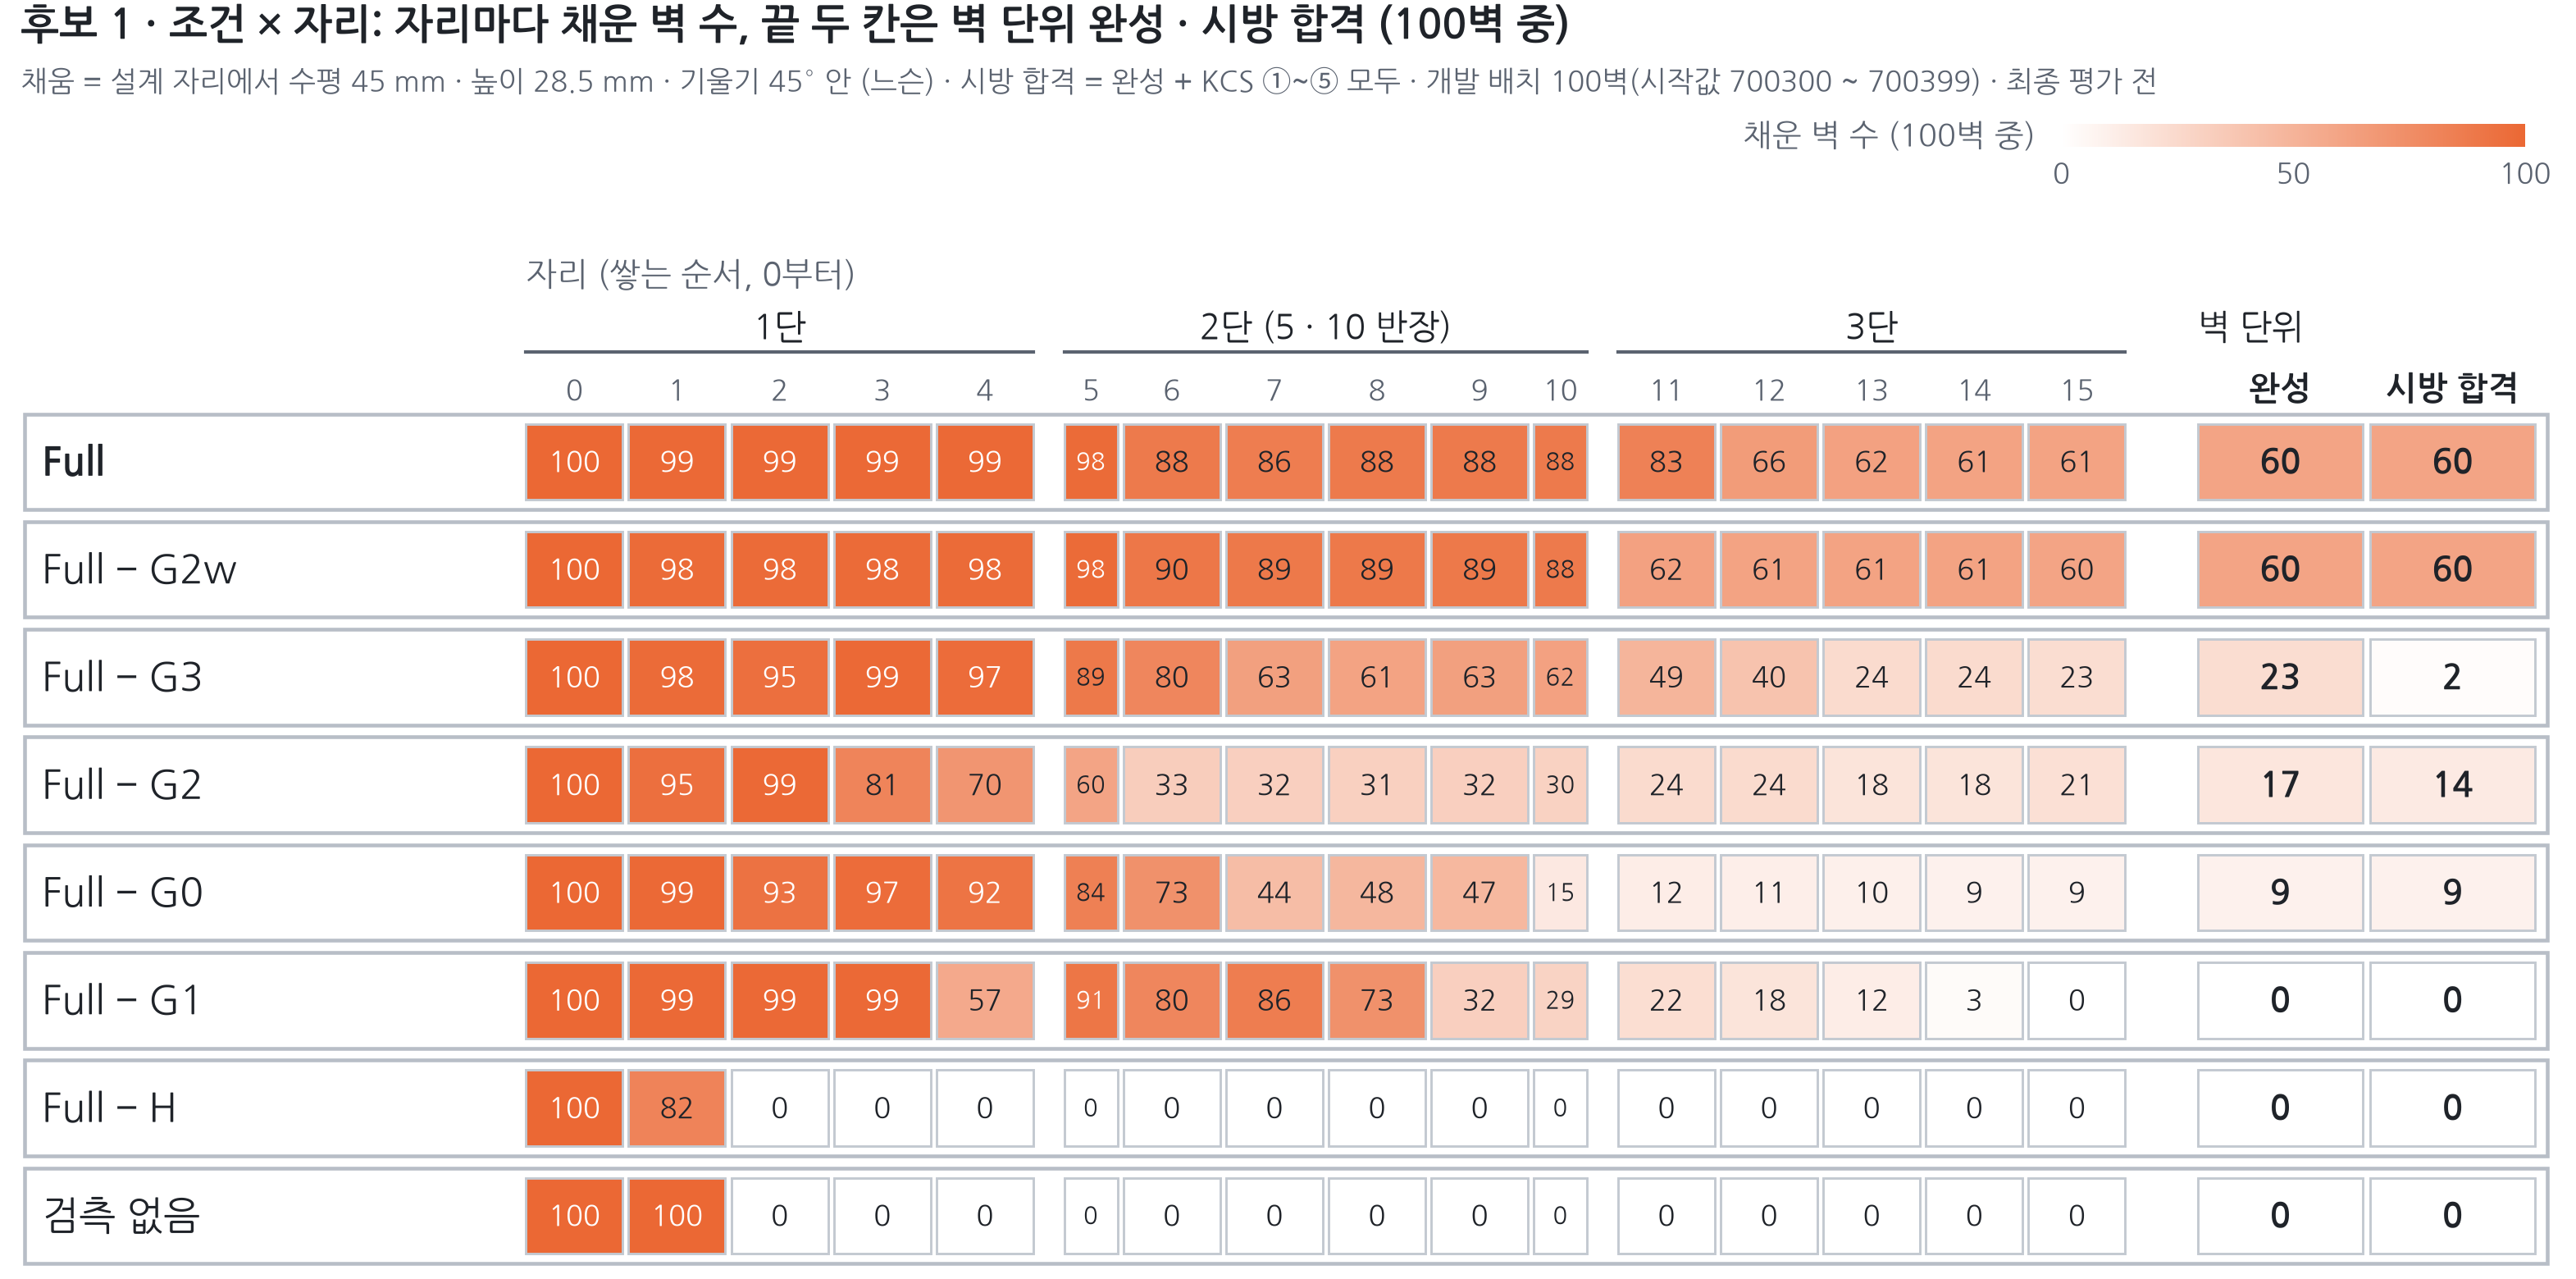 후보 1 · 조건 × 자리: 자리마다 채운 벽 수, 끝 두 칸은 벽 단위 완성 · 시방 합격 (100벽 중)
채움 = 설계 자리에서 수평 45 mm · 높이 28.5 mm · 기울기 45° 안 (느슨) · 시방 합격 = 완성 + KCS ①~⑤ 모두 · 개발 배치 100벽(시작값 700300 ~ 700399) · 최종 평가 전
채운 벽 수 (100벽 중)
0 50 100
자리 (쌓는 순서, 0부터)
1단 2단 (5 · 10 반장) 3단 벽 단위
0 1 2 3 4 5 6 7 8 9 10 11 12 13 14 15 완성 시방 합격
Full 100 99 99 99 99 98 88 86 88 88 88 83 66 62 61 61 60 60
Full − G2w 100 98 98 98 98 98 90 89 89 89 88 62 61 61 61 60 60 60
Full − G3 100 98 95 99 97 89 80 63 61 63 62 49 40 24 24 23 23 2
Full − G2 100 95 99 81 70 60 33 32 31 32 30 24 24 18 18 21 17 14
Full − G0 100 99 93 97 92 84 73 44 48 47 15 12 11 10 9 9 9 9
Full − G1 100 99 99 99 57 91 80 86 73 32 29 22 18 12 3 0 0 0
Full − H 100 82 0 0 0 0 0 0 0 0 0 0 0 0 0 0 0 0
검측 없음 100 100 0 0 0 0 0 0 0 0 0 0 0 0 0 0 0 0